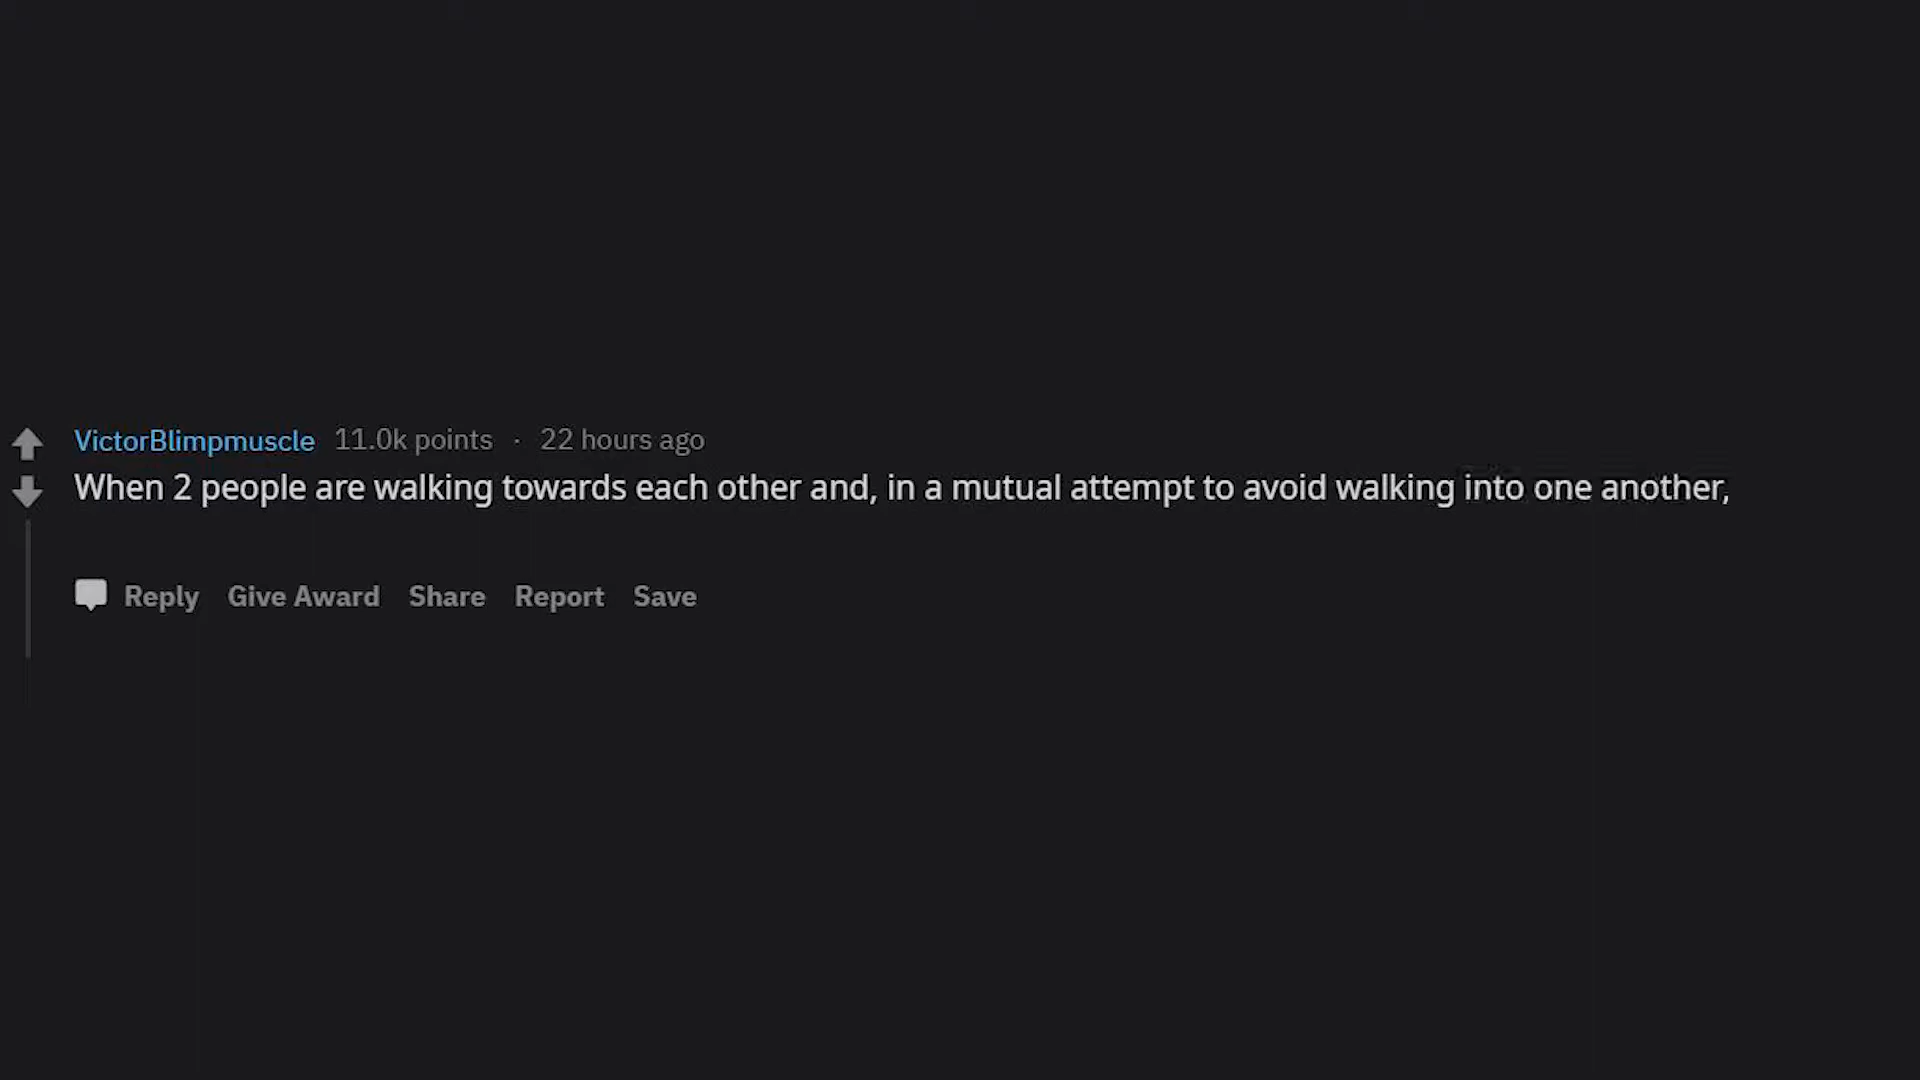 VictorBlimpmuscle 11.0k points · 22 hours ago
When 2 people are walking towards each other and, in a mutual attempt to avoid walking into one another,
Reply Give Award Share Report Save